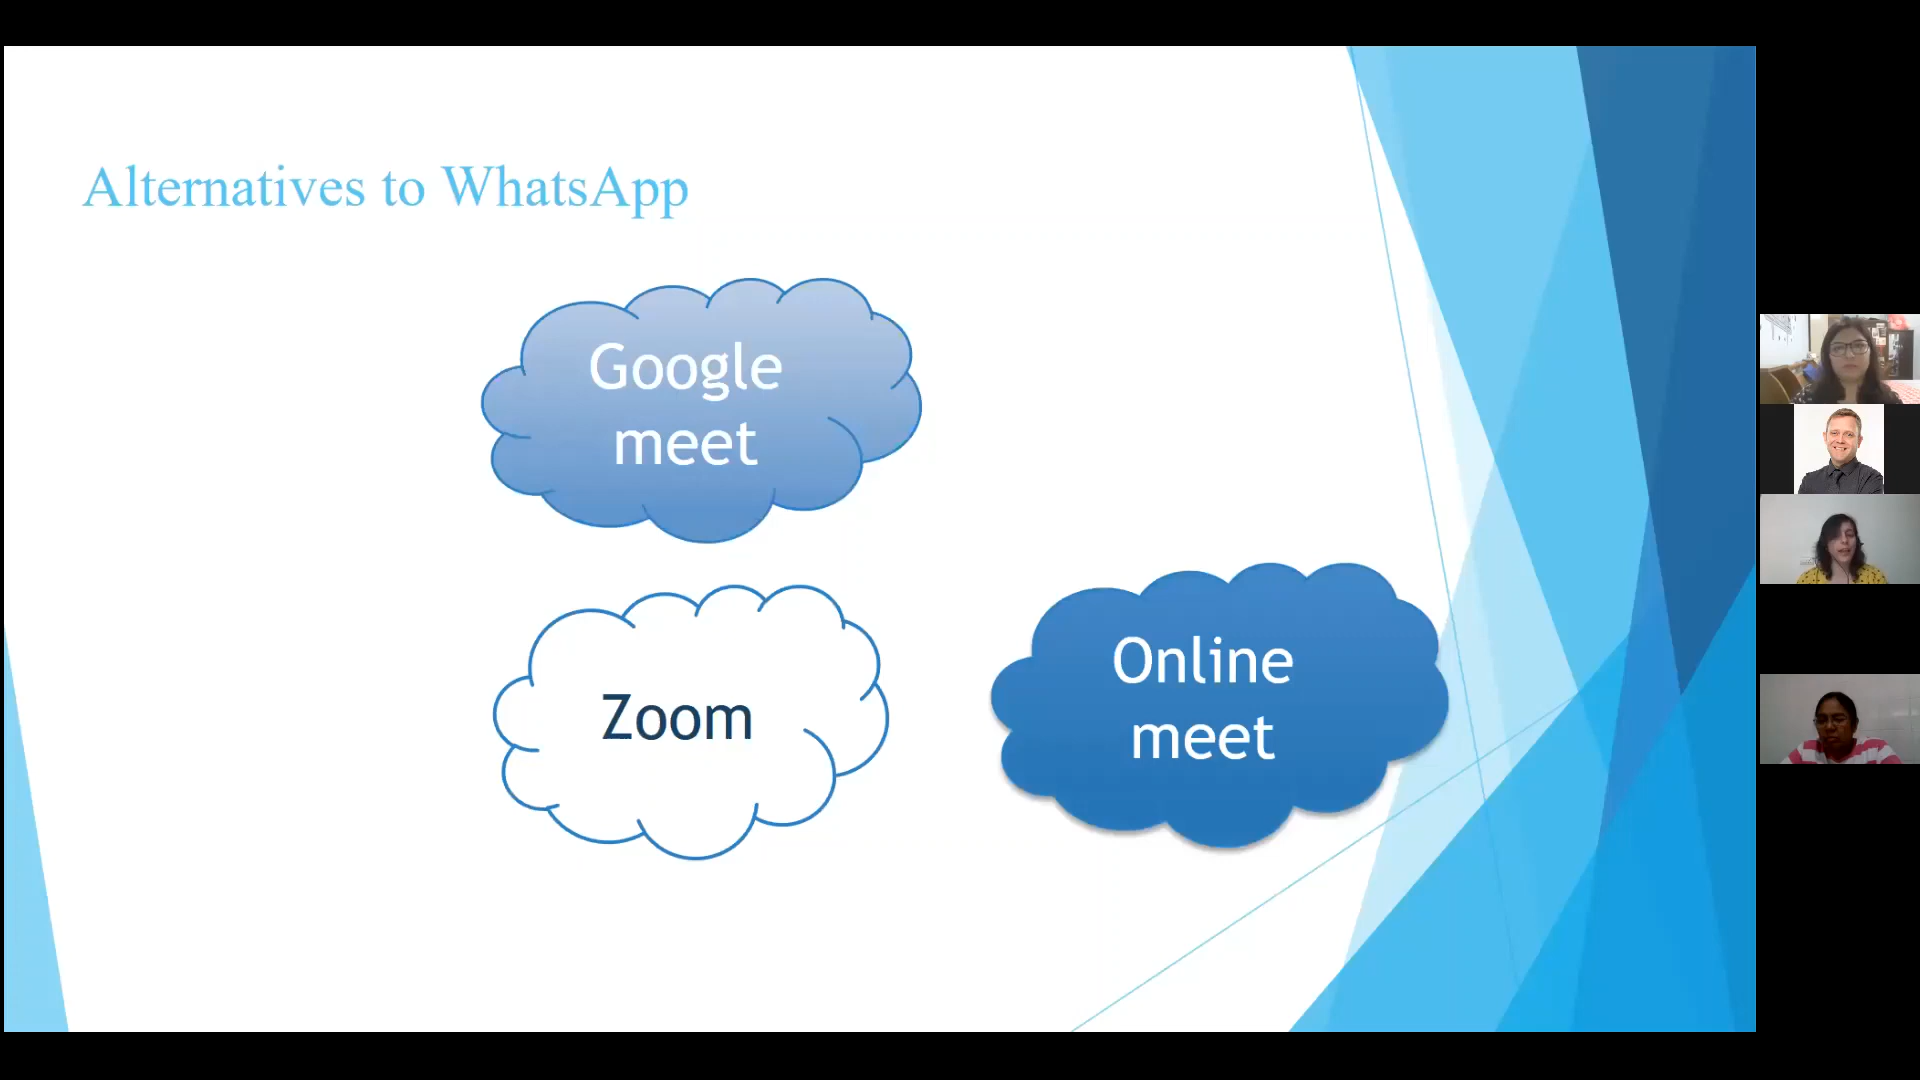 Alternatives to WhatsApp
Google
meet
Zoom
Online
meet